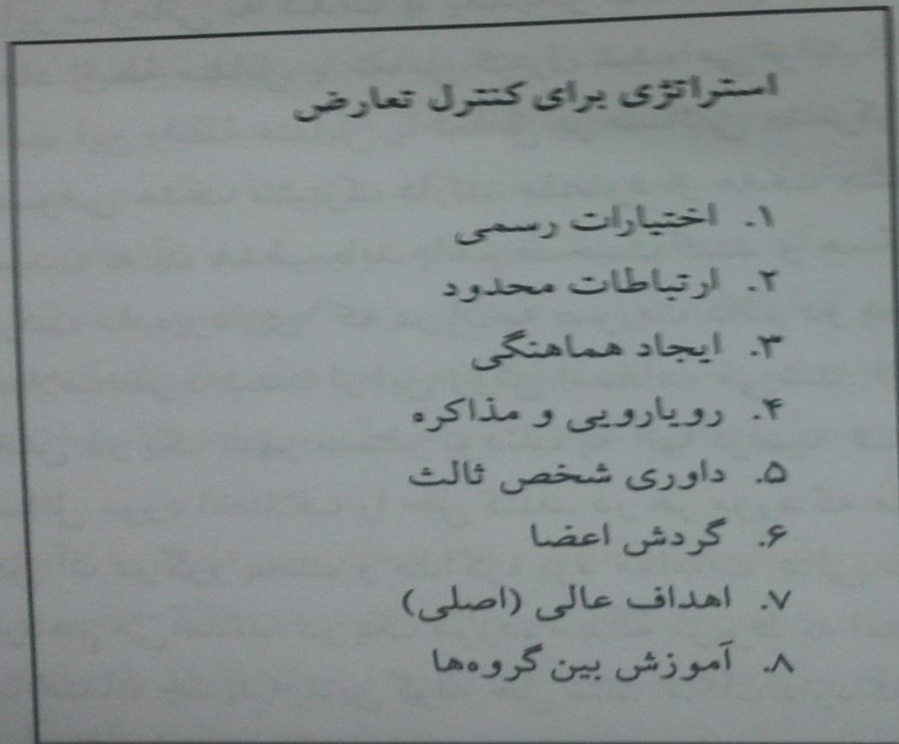 استراتژی برای کنترل تعارض
۱. اختیارات رسمی
۲. ارتباطات محدود
۳. ایجاد هماهنگی
۴. رویارویی و مذاکره
۵. داوری شخص ثالث
۶. گردش اعضا
۷. اهداف عالی (اصلی)
۸. آموزش بین گروه‌ها